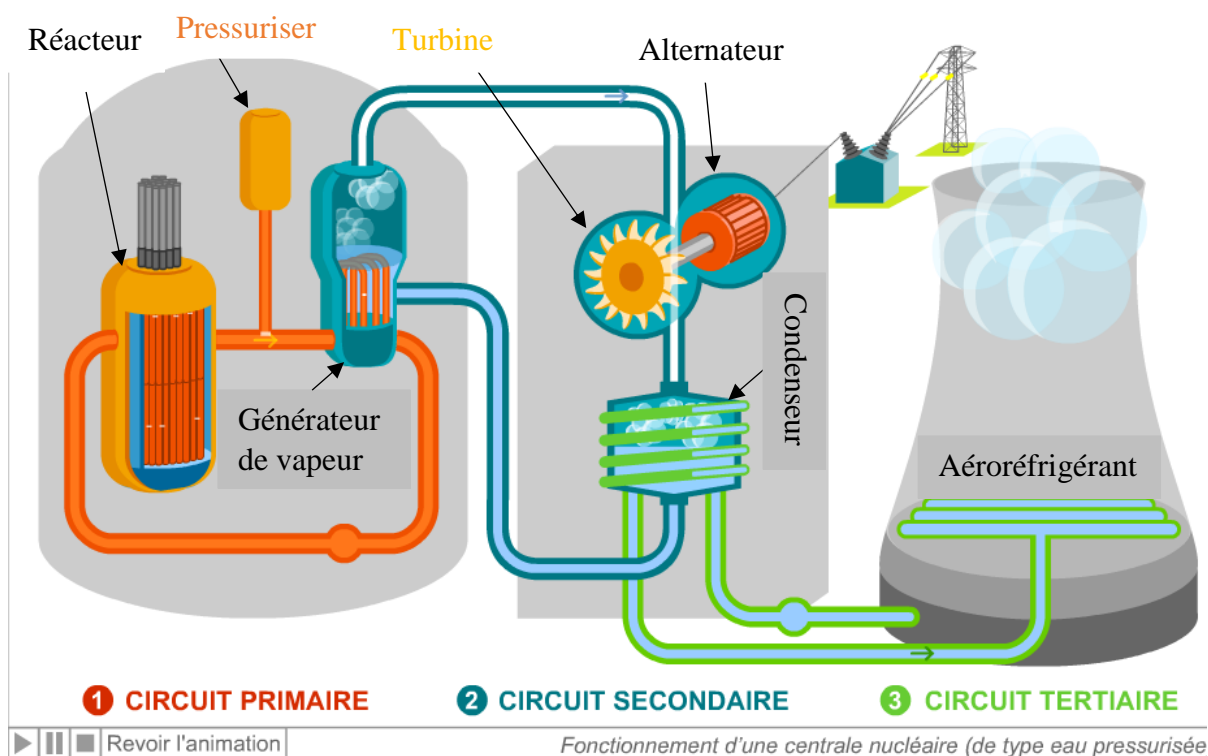 Réacteur
Pressuriser
Turbine
Alternateur
Condenseur
Générateur
de vapeur
Aéroréfrigérant
1 CIRCUIT PRIMAIRE
2 CIRCUIT SECONDAIRE
3 CIRCUIT TERTIAIRE
Revoir l'animation
Fonctionnement d'une centrale nucléaire (de type eau pressurisée